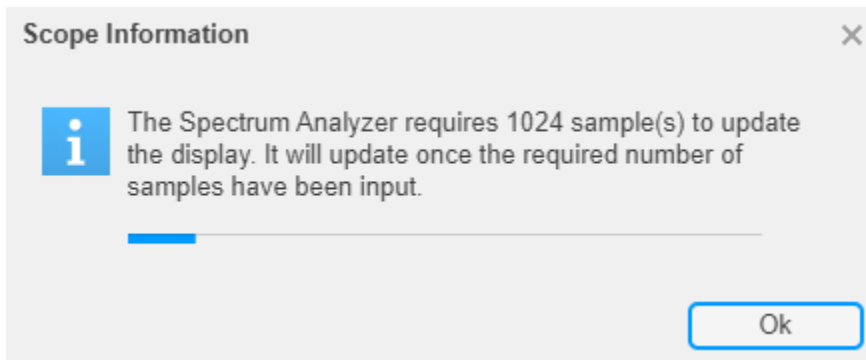 Scope Information
The Spectrum Analyzer requires 1024 sample(s) to update
the display. It will update once the required number of
samples have been input.
Ok